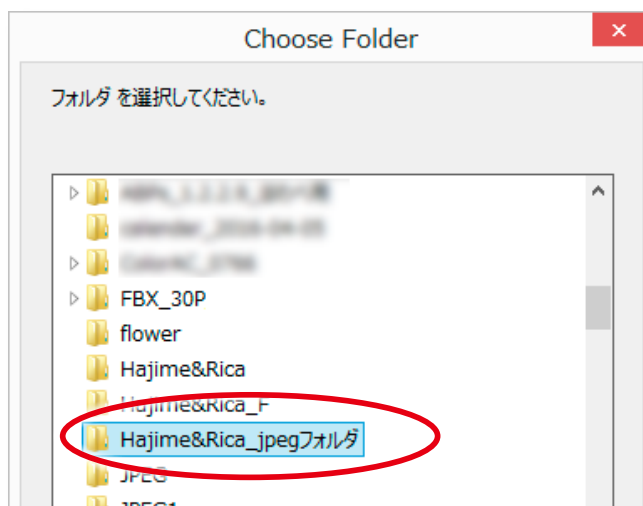 Choose Folder
フォルダ を選択してください。
FBX_30P
flower
Hajime&Rica
Hajime&Rica_F
Hajime&Rica_jpegフォルダ
JPEG
JPEG1